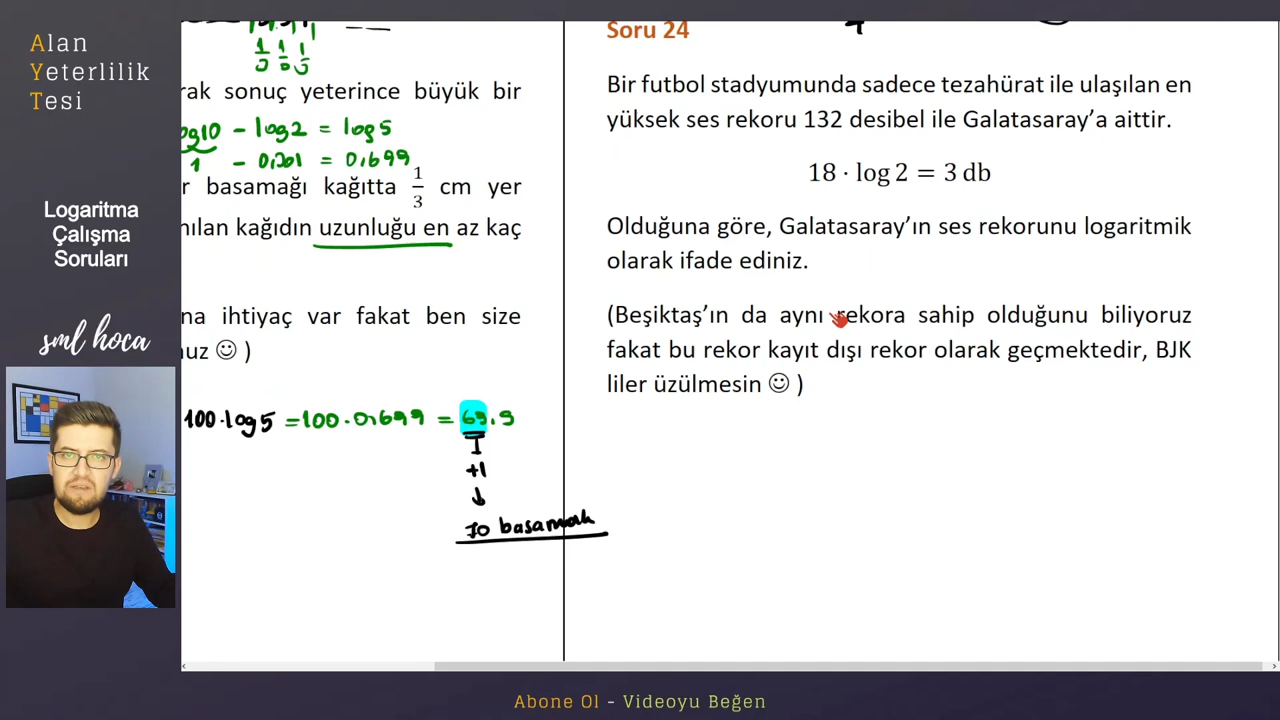 Alan
Yeterlilik
Tesi
Logaritma
Çalışma
Soruları
sml hoca
rak sonuç yeterince büyük bir
og10 - log2 = log5
1 - 0,301 = 0,699
r basamağı kağıtta 1/3 cm yer
nılan kağıdın uzunluğu en az kaç
na ihtiyaç var fakat ben size
nuz ☺ )
100·log5 = 100·0,699 = 69.9
+1
70 basamak
Soru 24
Bir futbol stadyumunda sadece tezahürat ile ulaşılan en
yüksek ses rekoru 132 desibel ile Galatasaray’a aittir.
18 · log 2 = 3 db
Olduğuna göre, Galatasaray’ın ses rekorunu logaritmik
olarak ifade ediniz.
(Beşiktaş’ın da aynı rekora sahip olduğunu biliyoruz
fakat bu rekor kayıt dışı rekor olarak geçmektedir, BJK
liler üzülmesin ☺ )
Abone Ol - Videoyu Beğen